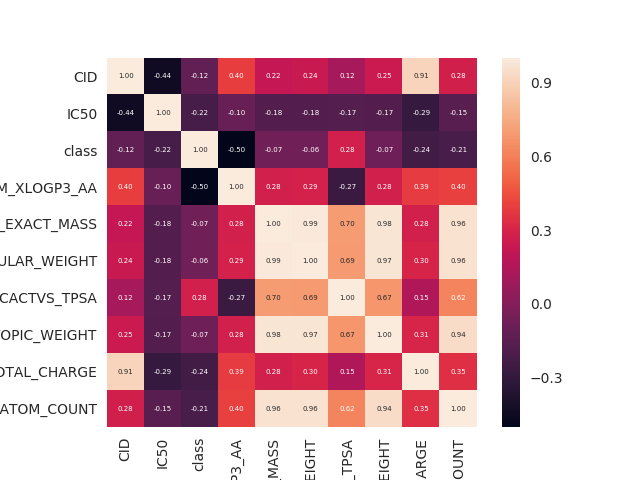 CID 1.00 -0.44 -0.12 0.40 0.22 0.24 0.12 0.25 0.91 0.28
IC50 -0.44 1.00 -0.22 -0.10 -0.18 -0.18 -0.17 -0.17 -0.29 -0.15
class -0.12 -0.22 1.00 -0.50 -0.07 -0.06 0.28 -0.07 -0.24 -0.21
M_XLOGP3_AA 0.40 -0.10 -0.50 1.00 0.28 0.29 -0.27 0.28 0.39 0.40
_EXACT_MASS 0.22 -0.18 -0.07 0.28 1.00 0.99 0.70 0.98 0.28 0.96
ULAR_WEIGHT 0.24 -0.18 -0.06 0.29 0.99 1.00 0.69 0.97 0.30 0.96
CACTVS_TPSA 0.12 -0.17 0.28 -0.27 0.70 0.69 1.00 0.67 0.15 0.62
TOPIC_WEIGHT 0.25 -0.17 -0.07 0.28 0.98 0.97 0.67 1.00 0.31 0.94
OTAL_CHARGE 0.91 -0.29 -0.24 0.39 0.28 0.30 0.15 0.31 1.00 0.35
ATOM_COUNT 0.28 -0.15 -0.21 0.40 0.96 0.96 0.62 0.94 0.35 1.00
CID
IC50
class
P3_AA
MASS
EIGHT
_TPSA
EIGHT
ARGE
OUNT
0.9
0.6
0.3
0.0
−0.3